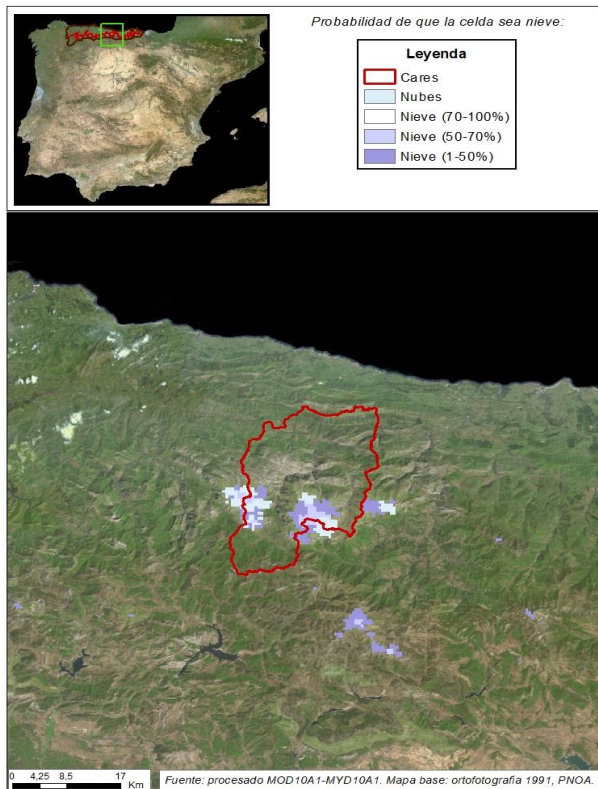 Probabilidad de que la celda sea nieve:
Leyenda
Cares
Nubes
Nieve (70-100%)
Nieve (50-70%)
Nieve (1-50%)
0 4,25 8,5 17
Km
Fuente: procesado MOD10A1-MYD10A1. Mapa base: ortofotografia 1991, PNOA.